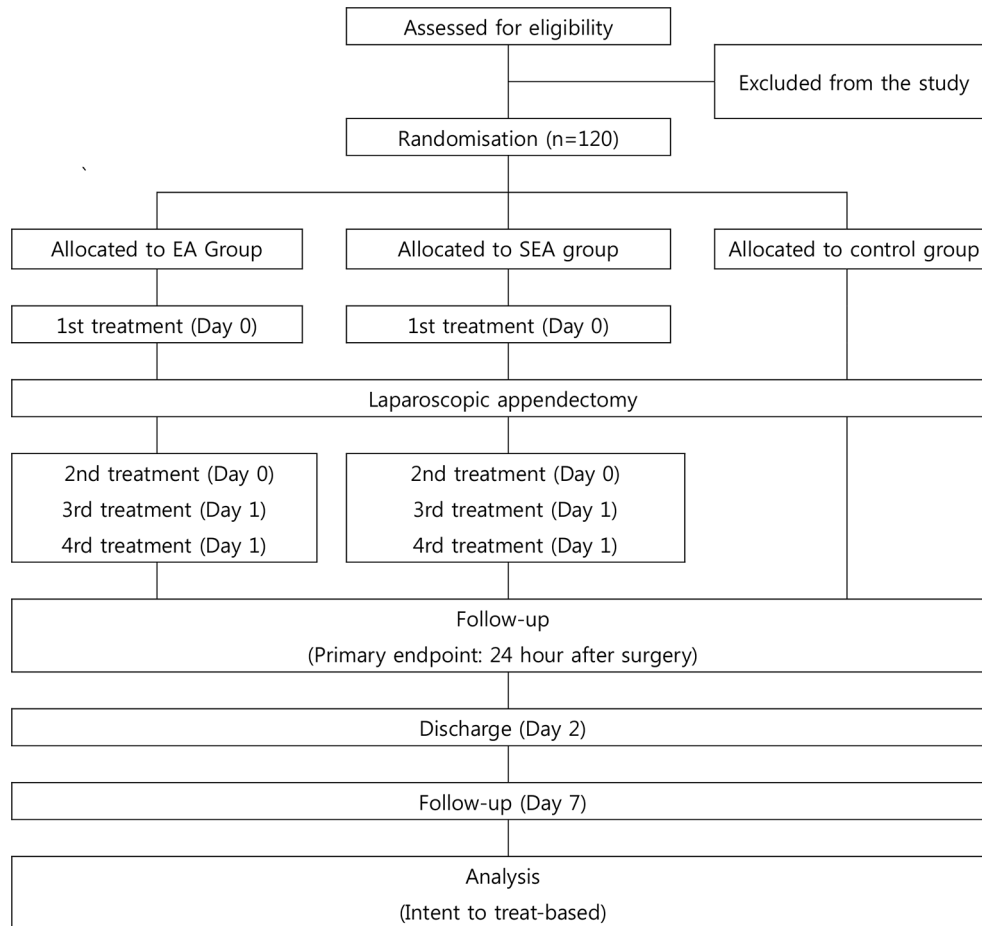 Assessed for eligibility
Excluded from the study
Randomisation (n=120)
`
Allocated to EA Group
Allocated to SEA group
Allocated to control group
1st treatment (Day 0)
1st treatment (Day 0)
Laparoscopic appendectomy
2nd treatment (Day 0)
3rd treatment (Day 1)
4rd treatment (Day 1)
2nd treatment (Day 0)
3rd treatment (Day 1)
4rd treatment (Day 1)
Follow-up
(Primary endpoint: 24 hour after surgery)
Discharge (Day 2)
Follow-up (Day 7)
Analysis
(Intent to treat-based)